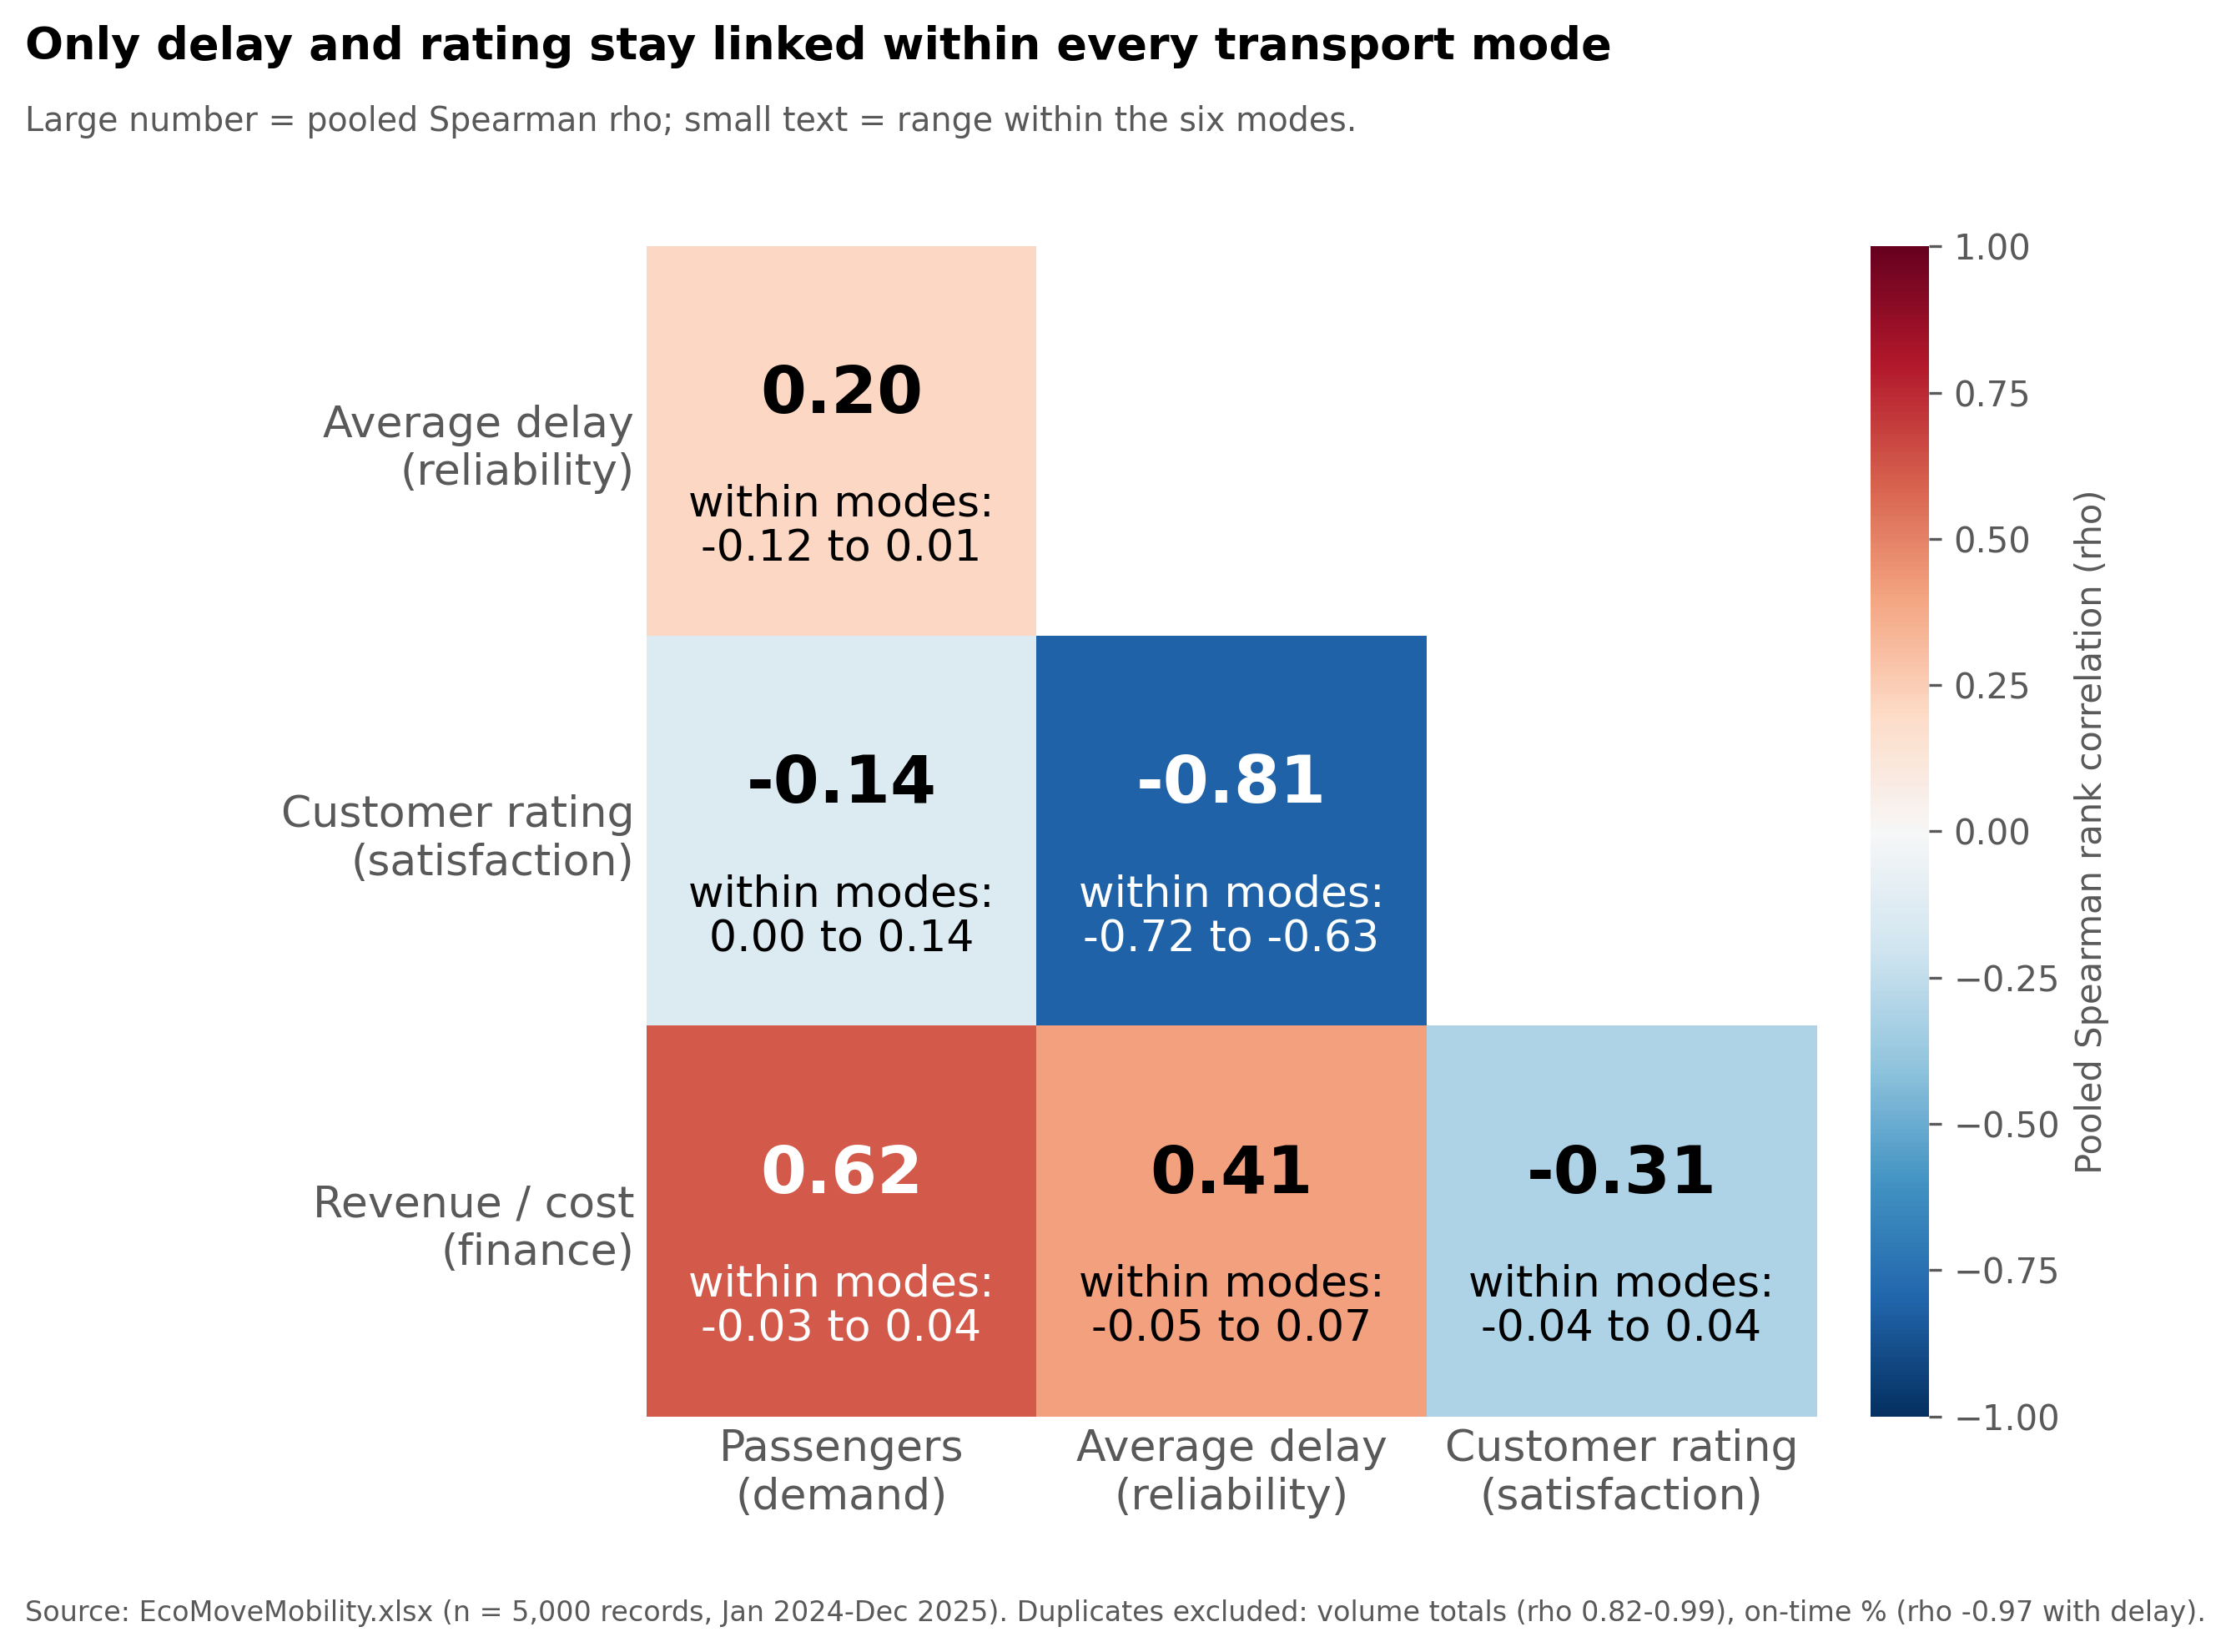 Only delay and rating stay linked within every transport mode
Large number = pooled Spearman rho; small text = range within the six modes.
Average delay
(reliability)
0.20
within modes:
-0.12 to 0.01
Customer rating
(satisfaction)
-0.14
within modes:
0.00 to 0.14
-0.81
within modes:
-0.72 to -0.63
Revenue / cost
(finance)
0.62
within modes:
-0.03 to 0.04
0.41
within modes:
-0.05 to 0.07
-0.31
within modes:
-0.04 to 0.04
Passengers
(demand)
Average delay
(reliability)
Customer rating
(satisfaction)
1.00
0.75
0.50
0.25
0.00
−0.25
−0.50
−0.75
−1.00
Pooled Spearman rank correlation (rho)
Source: EcoMoveMobility.xlsx (n = 5,000 records, Jan 2024-Dec 2025). Duplicates excluded: volume totals (rho 0.82-0.99), on-time % (rho -0.97 with delay).